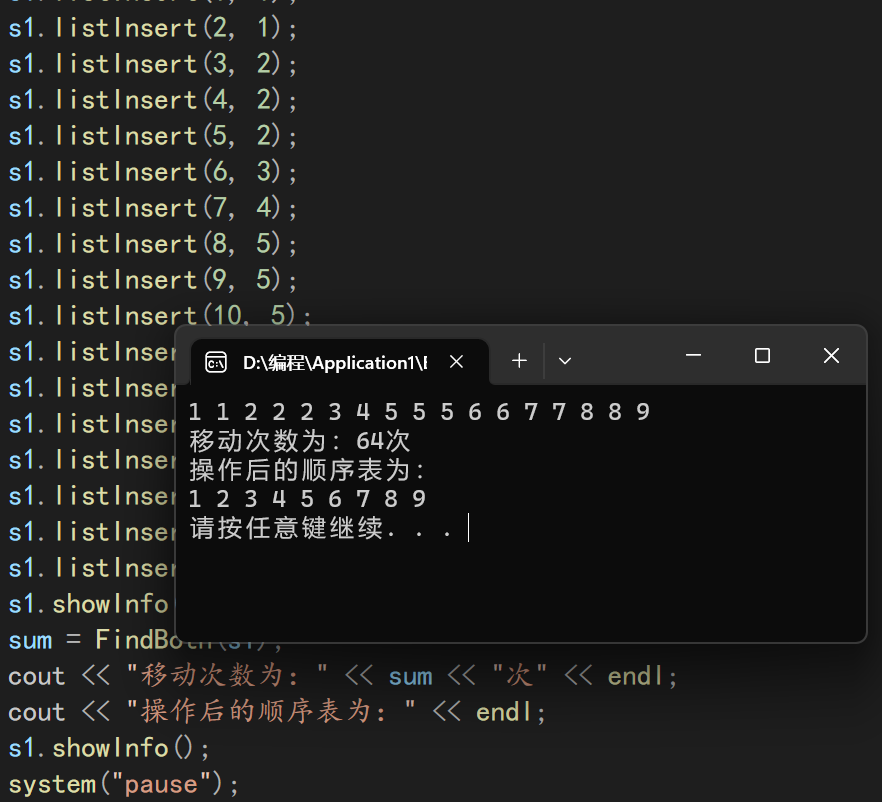 s1.listInsert(2, 1);
s1.listInsert(3, 2);
s1.listInsert(4, 2);
s1.listInsert(5, 2);
s1.listInsert(6, 3);
s1.listInsert(7, 4);
s1.listInsert(8, 5);
s1.listInsert(9, 5);
s1.listInsert(10, 5);
s1.listInser
s1.listInser
s1.listInser
s1.listInser
s1.listInser
s1.listInser
s1.listInser
s1.showInfo
sum = FindBoth(s1);
cout << "移动次数为：" << sum << "次" << endl;
cout << "操作后的顺序表为：" << endl;
s1.showInfo();
system("pause");
D:\编程\Application1\
1 1 2 2 2 3 4 5 5 5 6 6 7 7 8 8 9
移动次数为：64次
操作后的顺序表为：
1 2 3 4 5 6 7 8 9
请按任意键继续. . .